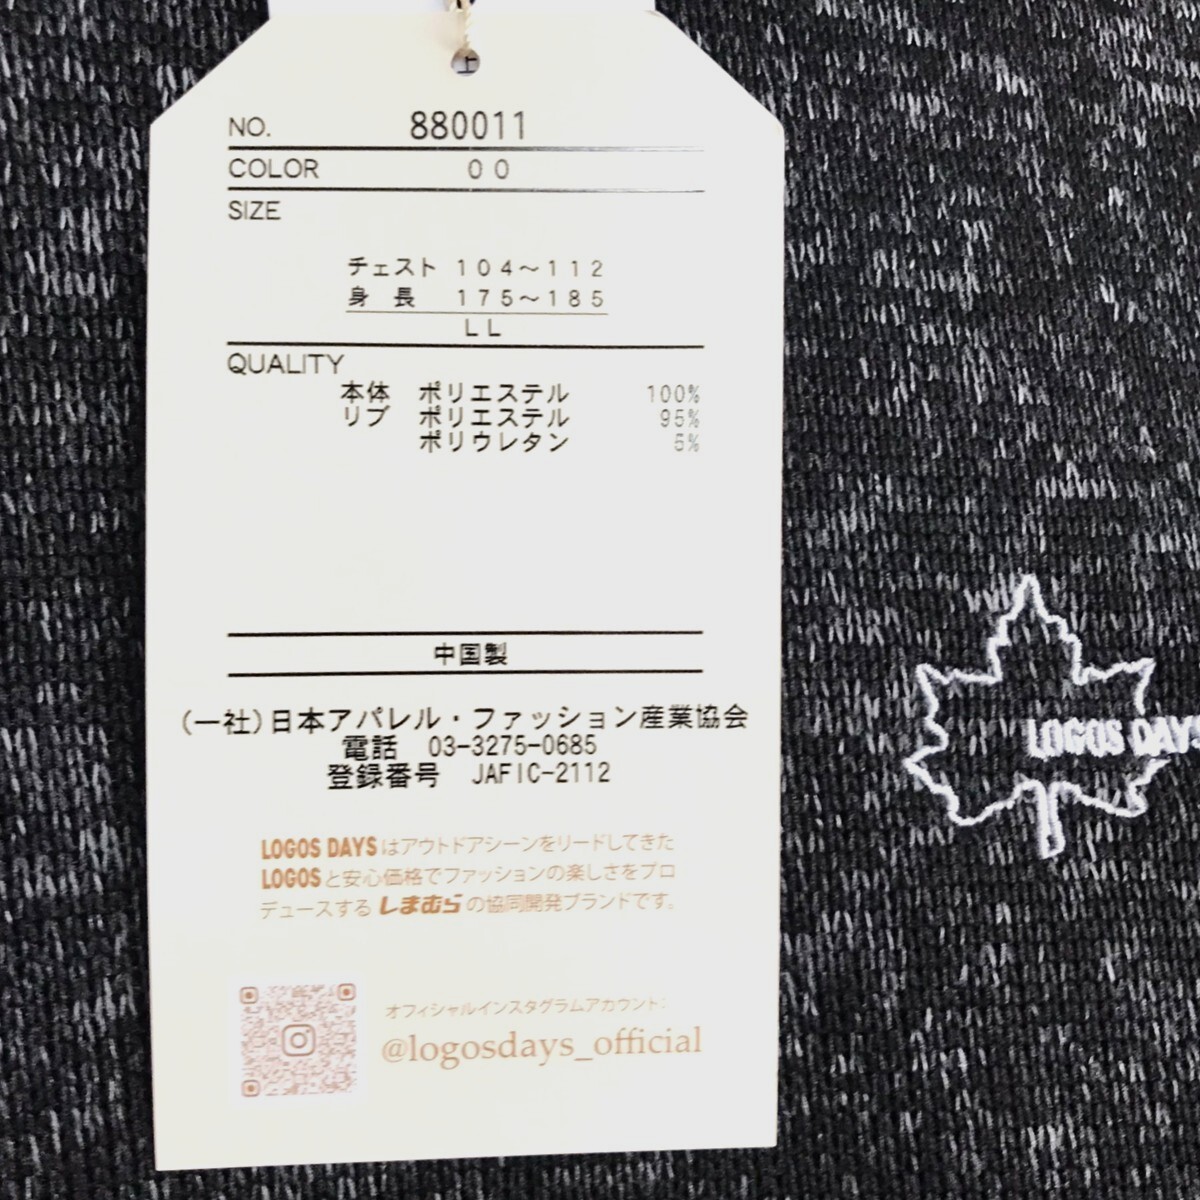 上
NO. 880011
COLOR 00
SIZE
チェスト 104～112
身 長 175～185
LL
QUALITY
本体 ポリエステル 100%
リブ ポリエステル 95%
ポリウレタン 5%
中国製
(一社)日本アパレル・ファッション産業協会
電話 03-3275-0685
登録番号 JAFIC-2112
LOGOS DAYSはアウトドアシーンをリードしてきた
LOGOSと安心価格でファッションの楽しさをプロ
デュースするしまむらの協同開発ブランドです。
オフィシャルインスタグラムアカウント:
@logosdays_official
LOGOS DAYS